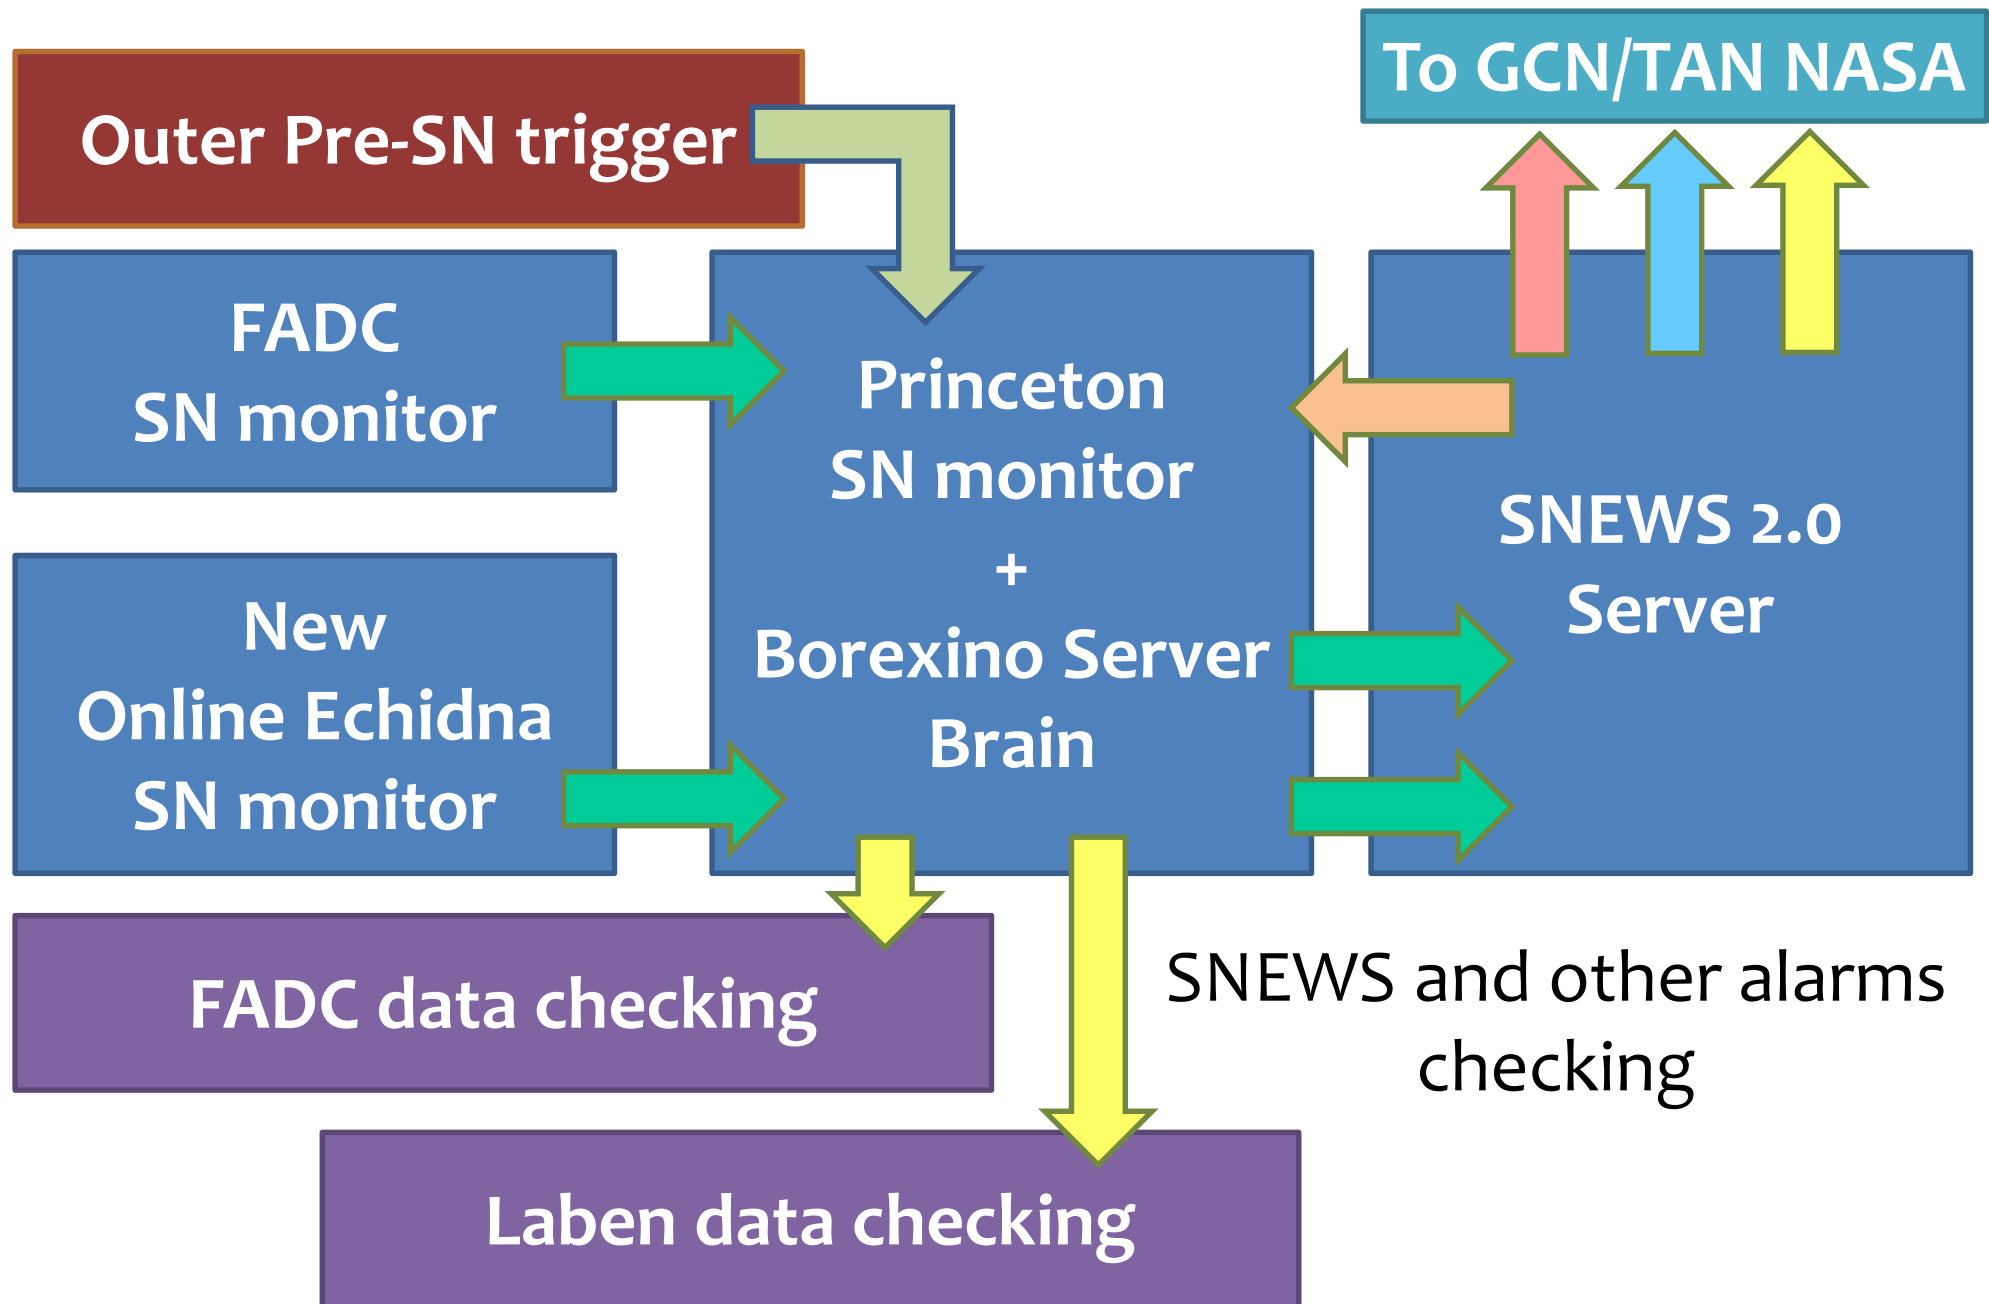 Outer Pre-SN trigger
To GCN/TAN NASA
FADC
SN monitor
New
Online Echidna
SN monitor
Princeton
SN monitor
+
Borexino Server
Brain
SNEWS 2.0
Server
FADC data checking
SNEWS and other alarms
checking
Laben data checking